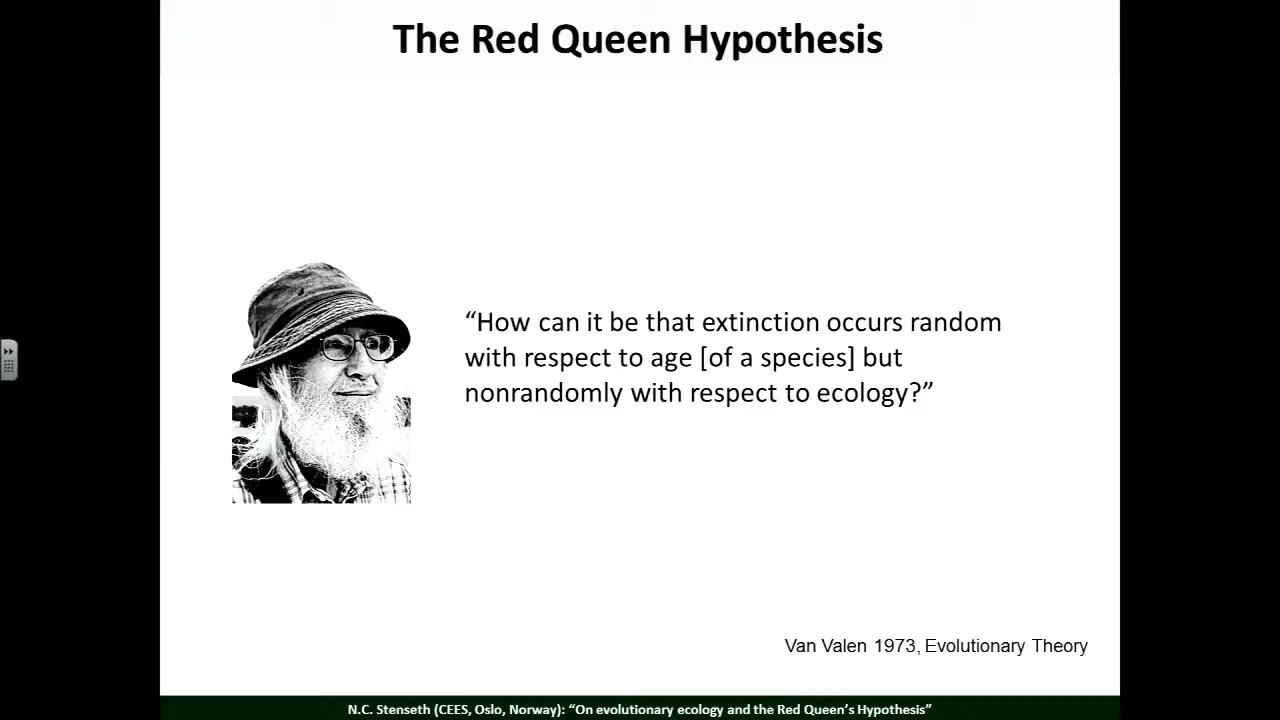 The Red Queen Hypothesis
“How can it be that extinction occurs random
with respect to age [of a species] but
nonrandomly with respect to ecology?”
Van Valen 1973, Evolutionary Theory
N.C. Stenseth (CEES, Oslo, Norway): “On evolutionary ecology and the Red Queen’s Hypothesis”